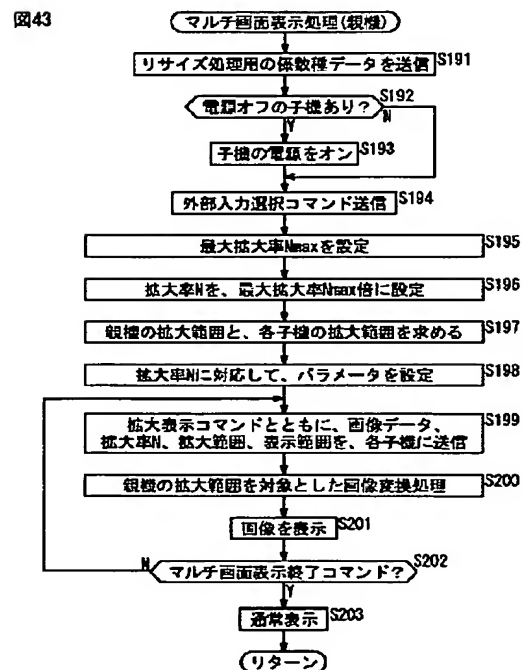 図43
マルチ画面表示処理(親機)
リサイズ処理用の係数種データを送信
S191
電源オフの子機あり?
S192
N
Y
子機の電源をオン
S193
外部入力選択コマンド送信
S194
最大拡大率Nmaxを設定
S195
拡大率Nを、最大拡大率Nmax倍に設定
S196
親機の拡大範囲と、各子機の拡大範囲を求める
S197
拡大率Nに対応して、パラメータを設定
S198
拡大表示コマンドとともに、画像データ、
拡大率N、拡大範囲、表示範囲を、各子機に送信
S199
親機の拡大範囲を対象とした画像変換処理
S200
画像を表示
S201
マルチ画面表示終了コマンド?
S202
N
Y
通常表示
S203
リターン